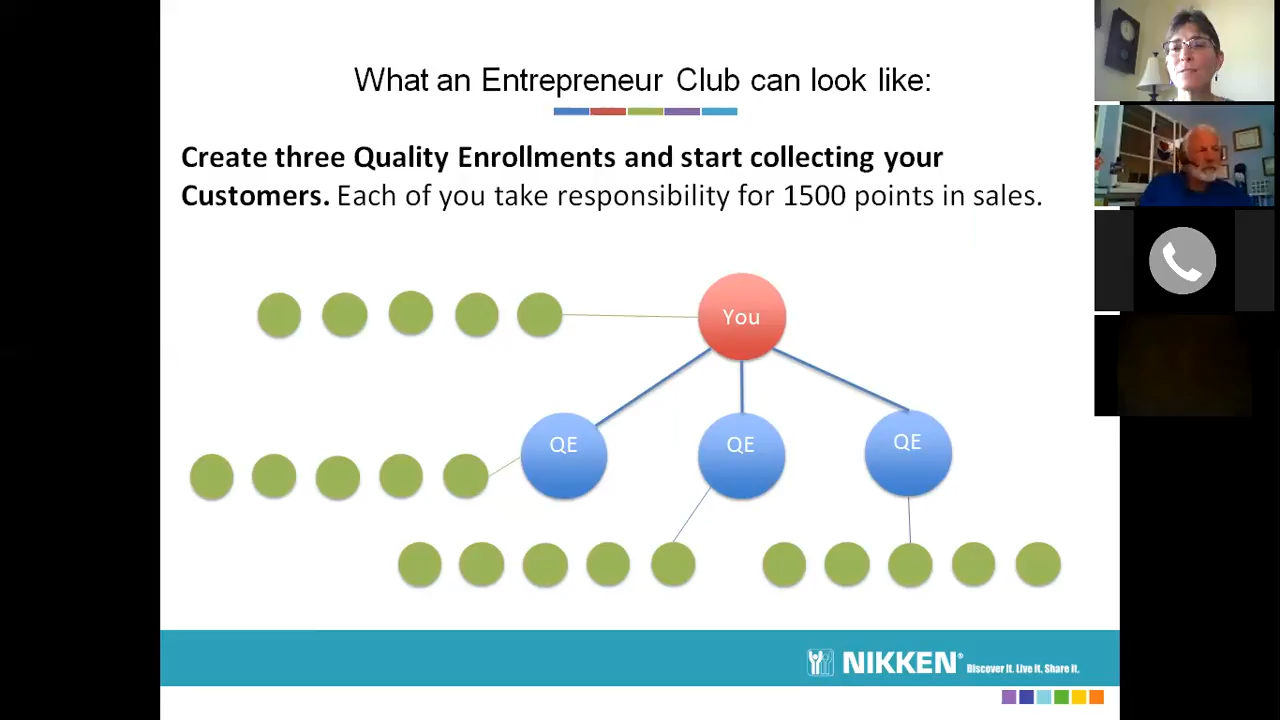 What an Entrepreneur Club can look like:
Create three Quality Enrollments and start collecting your
Customers. Each of you take responsibility for 1500 points in sales.
You
QE
QE
QE
NIKKEN®
Discover it. Live it. Share it.